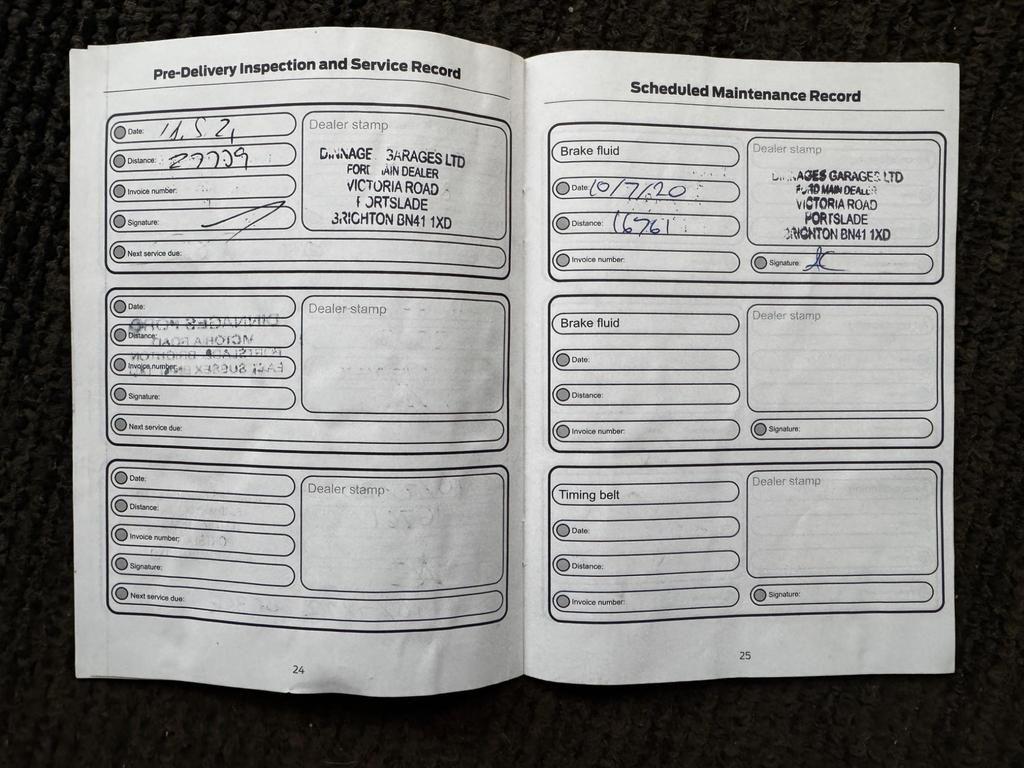 Pre-Delivery Inspection and Service Record
Date: 11.5.21
Distance: 27709
Invoice number:
Signature:
Next service due:
Dealer stamp
DINNAGES GARAGES LTD
FORD MAIN DEALER
VICTORIA ROAD
PORTSLADE
BRIGHTON BN41 1XD
Date:
Distance:
Invoice number:
Signature:
Next service due:
Dealer stamp
Date:
Distance:
Invoice number:
Signature:
Next service due:
Dealer stamp
24
Scheduled Maintenance Record
Brake fluid
Date: 10/7/20
Distance: 16761
Invoice number:
Dealer stamp
DINNAGES GARAGES LTD
FORD MAIN DEALER
VICTORIA ROAD
PORTSLADE
BRIGHTON BN41 1XD
Signature:
Brake fluid
Date:
Distance:
Invoice number:
Dealer stamp
Signature:
Timing belt
Date:
Distance:
Invoice number:
Dealer stamp
Signature:
25